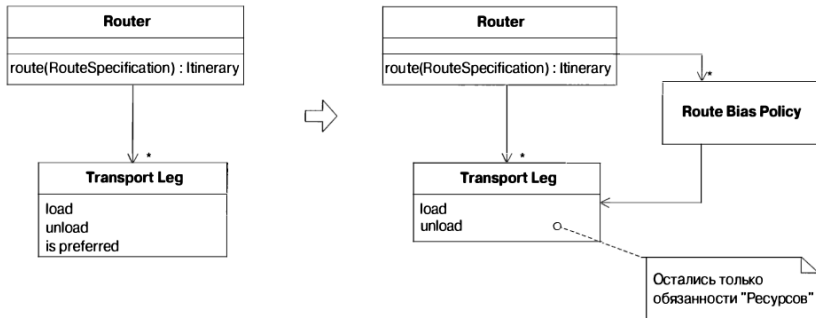 Router
route(RouteSpecification) : Itinerary
*
Transport Leg
load
unload
is preferred
Router
route(RouteSpecification) : Itinerary
*
Route Bias Policy
*
Transport Leg
load
unload
Остались только
обязанности "Ресурсов"